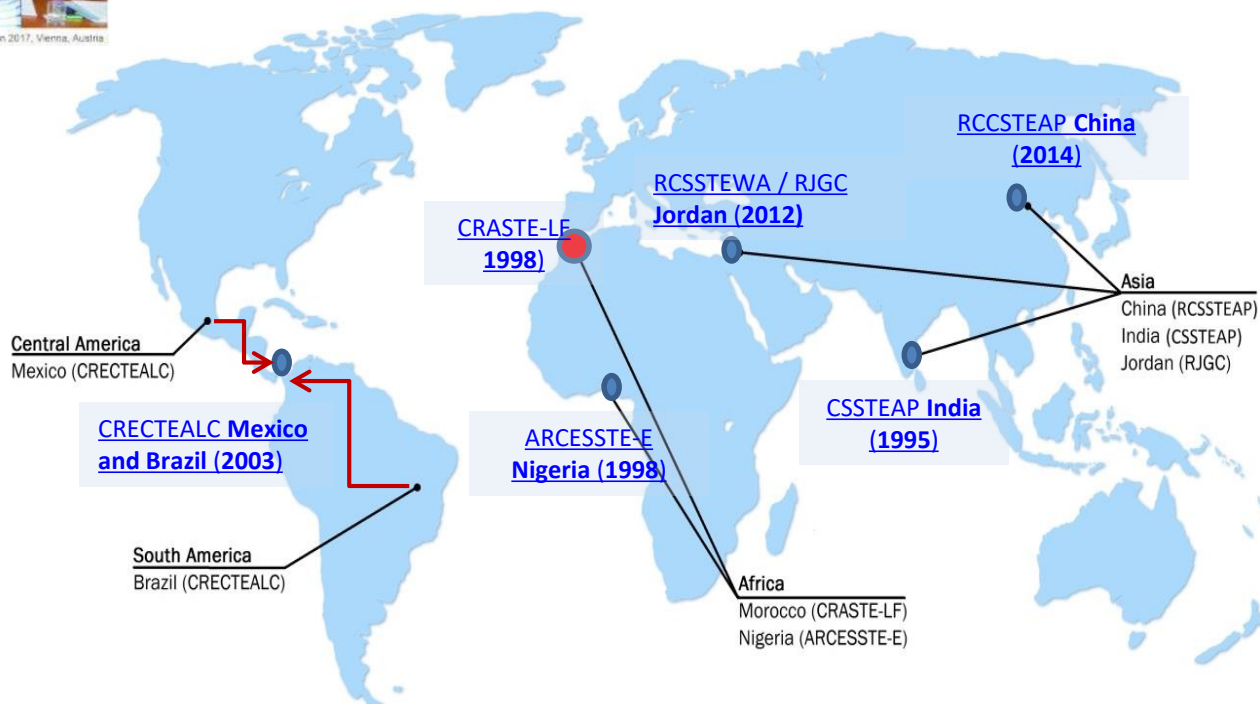 n 2017, Vienna, Austria
RCCSTEAP China
(2014)
RCSSTEWA / RJGC
Jordan (2012)
CRASTE-LF
1998)
Asia
China (RCSSTEAP)
India (CSSTEAP)
Jordan (RJGC)
Central America
Mexico (CRECTEALC)
CRECTEALC Mexico
and Brazil (2003)
ARCESSTE-E
Nigeria (1998)
CSSTEAP India
(1995)
South America
Brazil (CRECTEALC)
Africa
Morocco (CRASTE-LF)
Nigeria (ARCESSTE-E)